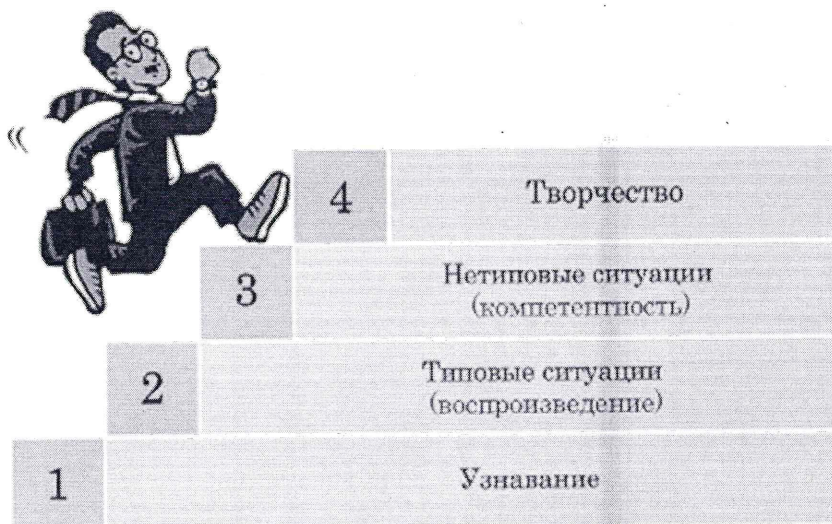 «
4 Творчество
3 Нетиповые ситуации
(компетентность)
2 Типовые ситуации
(воспроизведение)
1 Узнавание